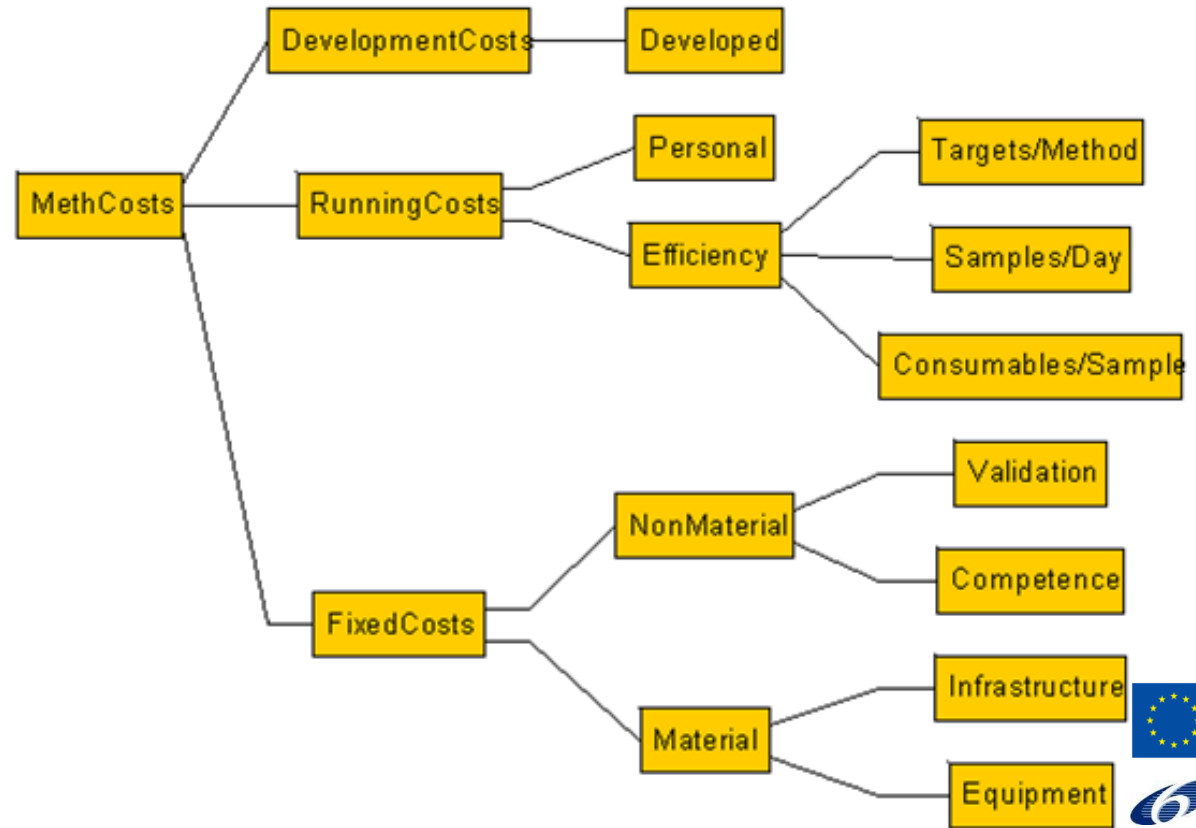 DevelopmentCosts
Developed
Personal
Targets/Method
MethCosts
RunningCosts
Efficiency
Samples/Day
Consumables/Sample
Validation
NonMaterial
Competence
FixedCosts
Infrastructure
Material
Equipment
6